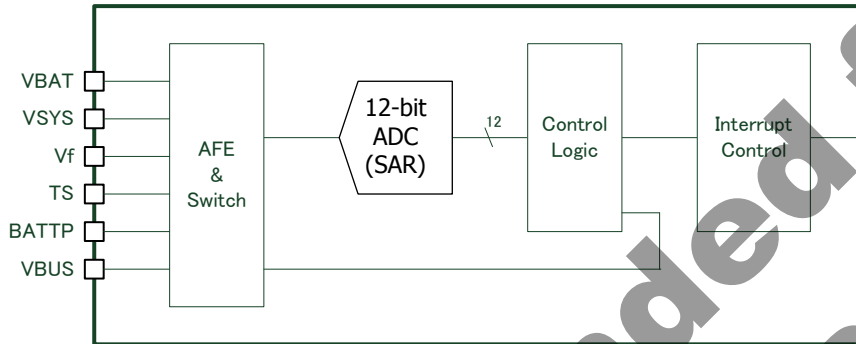 VBAT
VSYS
Vf
TS
BATTP
VBUS
AFE
&
Switch
12-bit
ADC
(SAR)
12
Control
Logic
Interrupt
Control